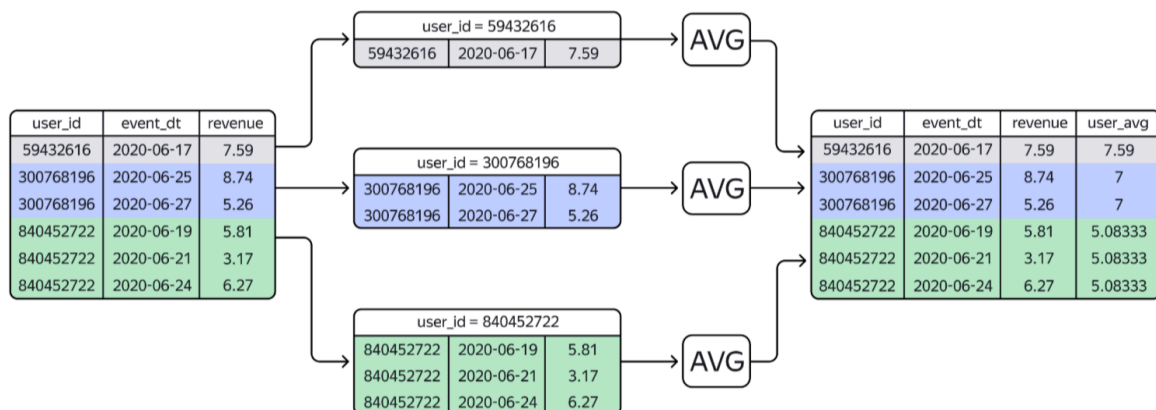 user_id event_dt revenue
59432616 2020-06-17 7.59
300768196 2020-06-25 8.74
300768196 2020-06-27 5.26
840452722 2020-06-19 5.81
840452722 2020-06-21 3.17
840452722 2020-06-24 6.27
user_id = 59432616
59432616 2020-06-17 7.59
AVG
user_id = 300768196
300768196 2020-06-25 8.74
300768196 2020-06-27 5.26
AVG
user_id = 840452722
840452722 2020-06-19 5.81
840452722 2020-06-21 3.17
840452722 2020-06-24 6.27
AVG
user_id event_dt revenue user_avg
59432616 2020-06-17 7.59 7.59
300768196 2020-06-25 8.74 7
300768196 2020-06-27 5.26 7
840452722 2020-06-19 5.81 5.08333
840452722 2020-06-21 3.17 5.08333
840452722 2020-06-24 6.27 5.08333